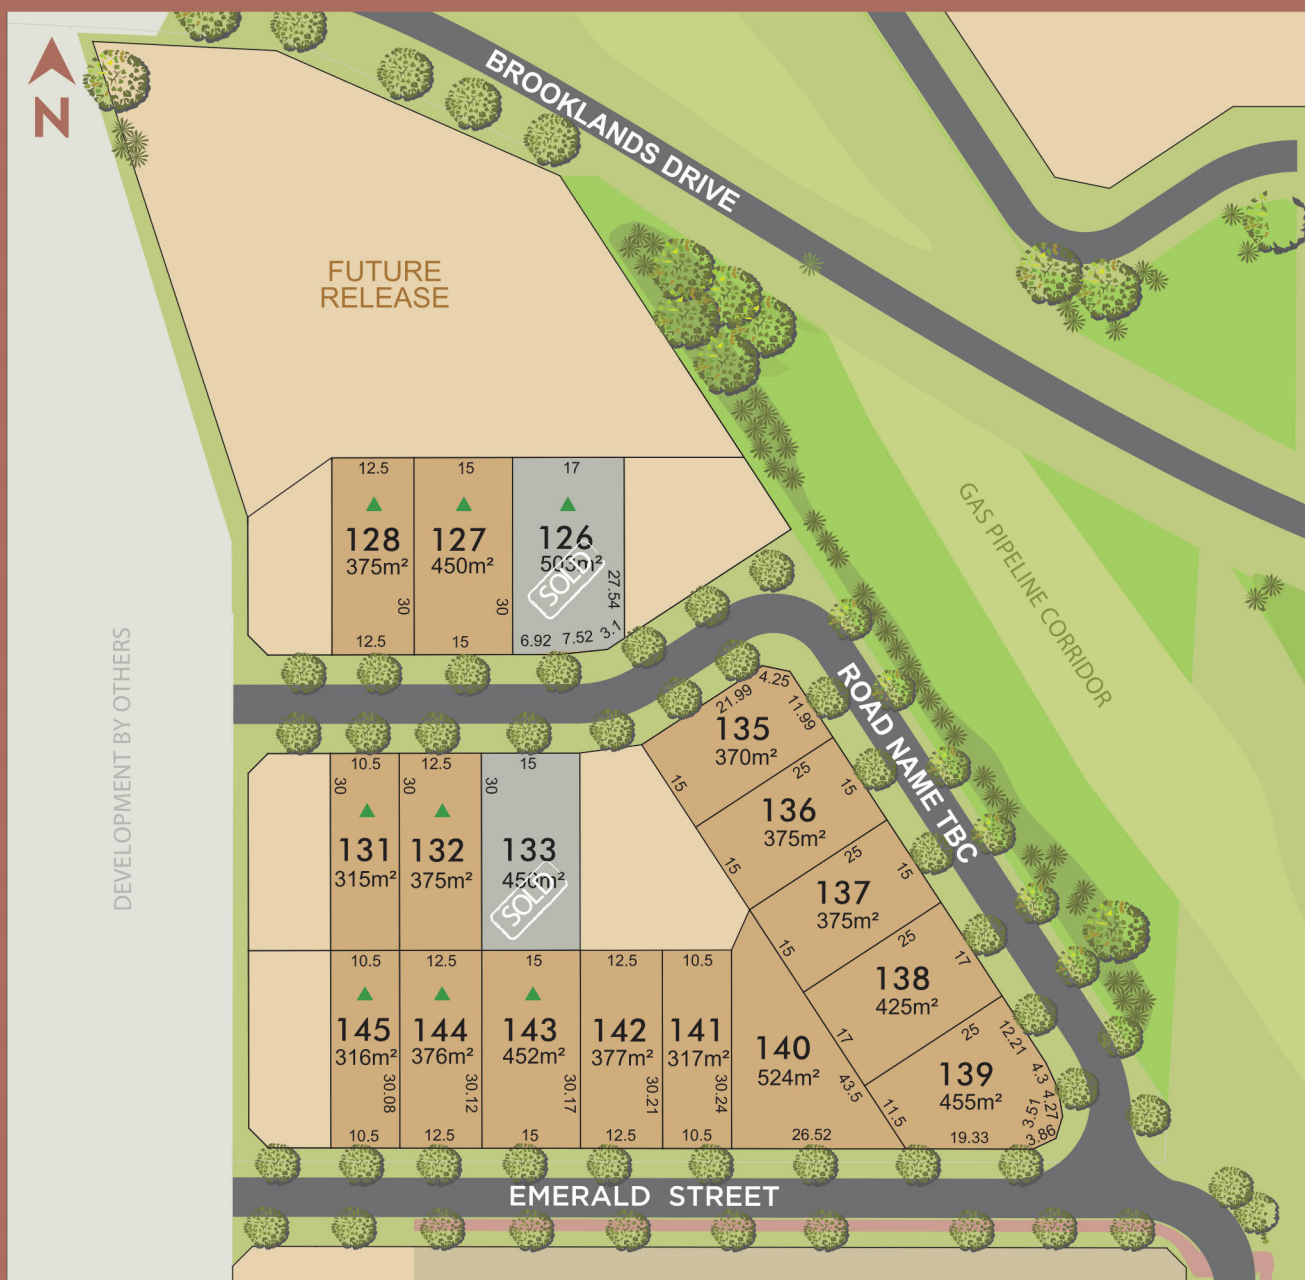 N
BROOKLANDS DRIVE
FUTURE
RELEASE
GAS PIPELINE CORRIDOR
DEVELOPMENT BY OTHERS
12.5
128
375m²
30
12.5
15
127
450m²
30
15
17
126
503m²
SOLD
27.54
6.92
7.52
3.1
ROAD NAME TBC
21.99
4.25
11.99
135
370m²
15
25
136
375m²
15
15
25
137
375m²
15
15
25
138
425m²
17
17
25
139
455m²
12.21
4.3
4.27
3.51
3.86
11.5
19.33
10.5
30
131
315m²
12.5
30
132
375m²
15
30
133
450m²
SOLD
10.5
145
316m²
30.08
10.5
12.5
144
376m²
30.12
12.5
15
143
452m²
30.17
15
12.5
142
377m²
30.21
12.5
10.5
141
317m²
30.24
10.5
140
524m²
43.5
26.52
EMERALD STREET